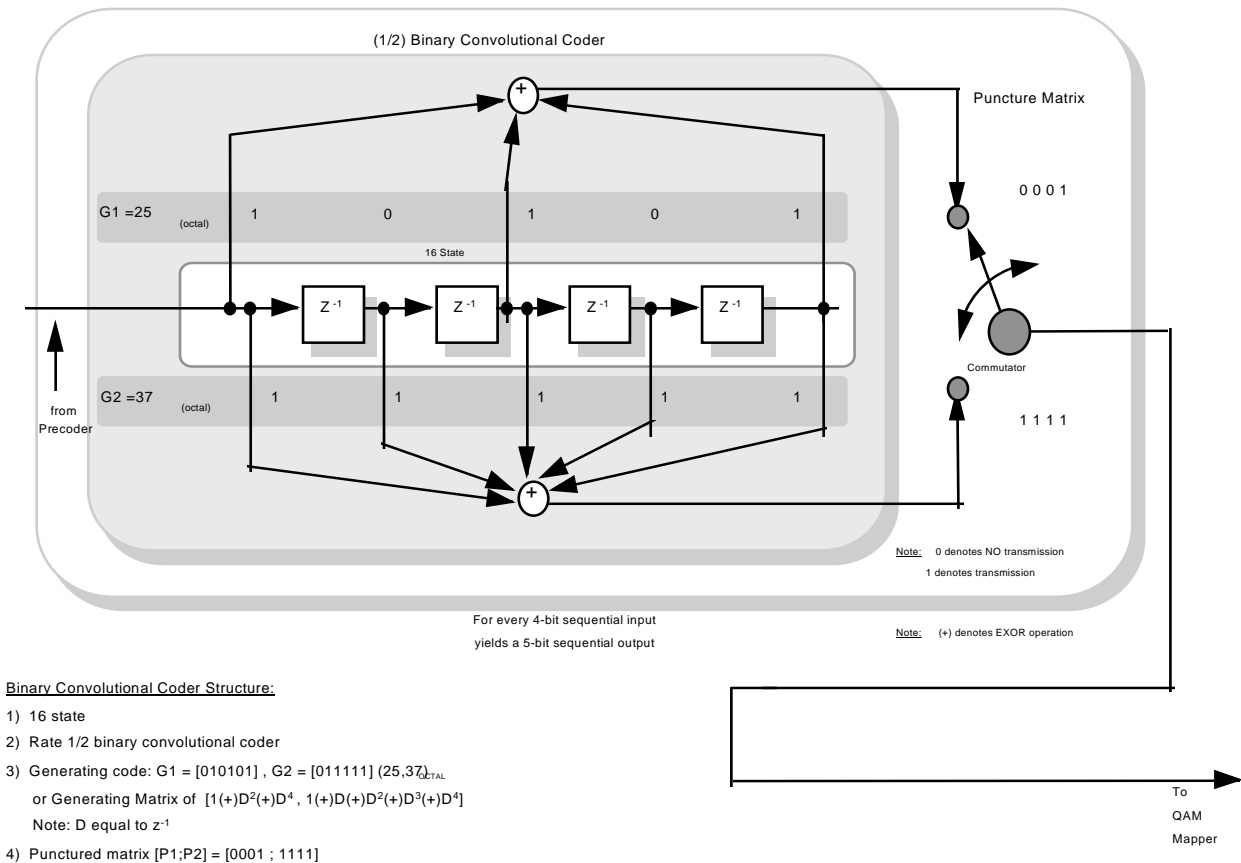 (1/2) Binary Convolutional Coder
+
Puncture Matrix
0 0 0 1
G1 =25 (octal) 1 0 1 0 1
16 State
Z⁻¹ Z⁻¹ Z⁻¹ Z⁻¹
Commutator
G2 =37 (octal) 1 1 1 1 1
from
Precoder
1 1 1 1
+
Note: 0 denotes NO transmission
1 denotes transmission
For every 4-bit sequential input
yields a 5-bit sequential output
Note: (+) denotes EXOR operation
Binary Convolutional Coder Structure:
1) 16 state
2) Rate 1/2 binary convolutional coder
3) Generating code: G1 = [010101] , G2 = [011111] (25,37)OCTAL
or Generating Matrix of [1(+)D²(+)D⁴ , 1(+)D(+)D²(+)D³(+)D⁴]
Note: D equal to z⁻¹
4) Punctured matrix [P1;P2] = [0001 ; 1111]
To
QAM
Mapper